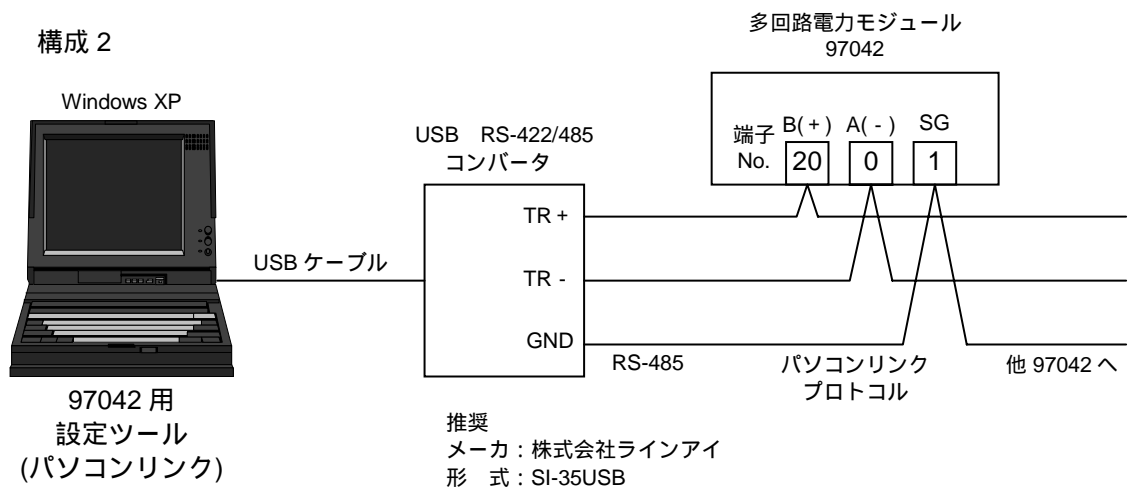 構成 2
多回路電力モジュール
97042
Windows XP
端子 B(+) A(-) SG
No. 20 0 1
USB RS-422/485
コンバータ
TR +
TR -
GND
USB ケーブル
RS-485
パソコンリンク
プロトコル
他 97042 へ
97042 用
設定ツール
(パソコンリンク)
推奨
メーカ：株式会社ラインアイ
形　式：SI-35USB